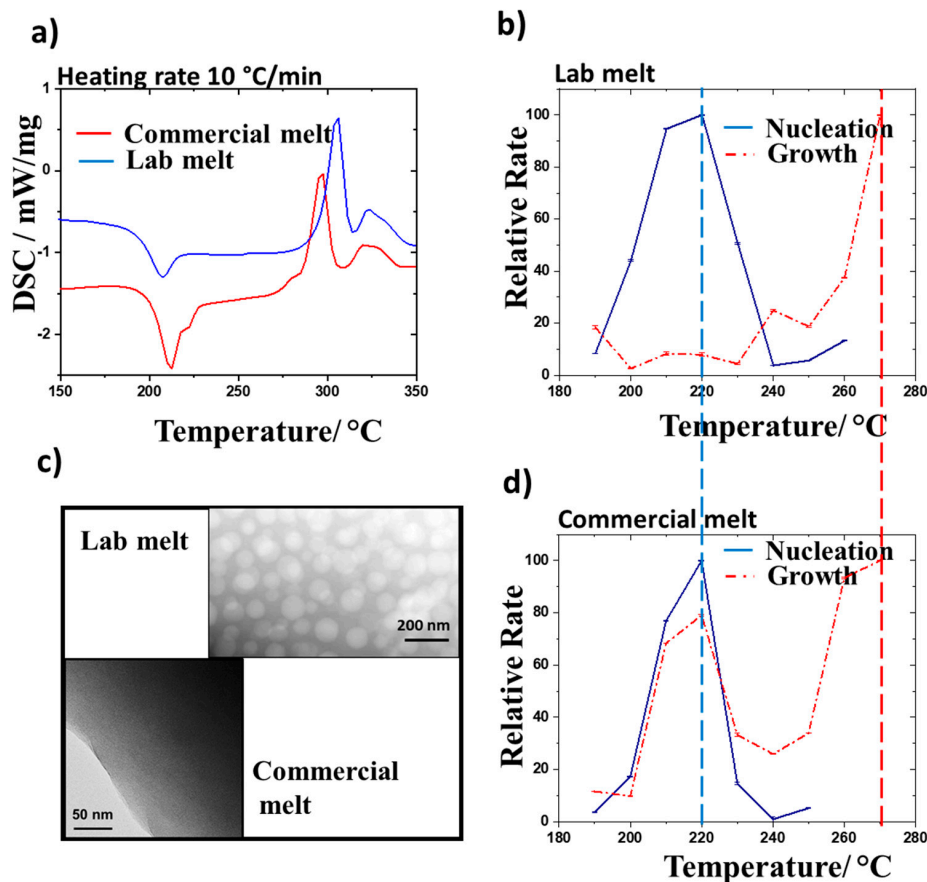 a)
Heating rate 10 °C/min
DSC / mW/mg
1
0
-1
-2
Commercial melt
Lab melt
150 200 250 300 350
Temperature/ °C
b)
Lab melt
Relative Rate
100
80
60
40
20
0
Nucleation
Growth
180 200 220 240 260 280
Temperature/ °C
c)
Lab melt
200 nm
50 nm
Commercial
melt
d)
Commercial melt
Relative Rate
100
80
60
40
20
0
Nucleation
Growth
180 200 220 240 260 280
Temperature/ °C